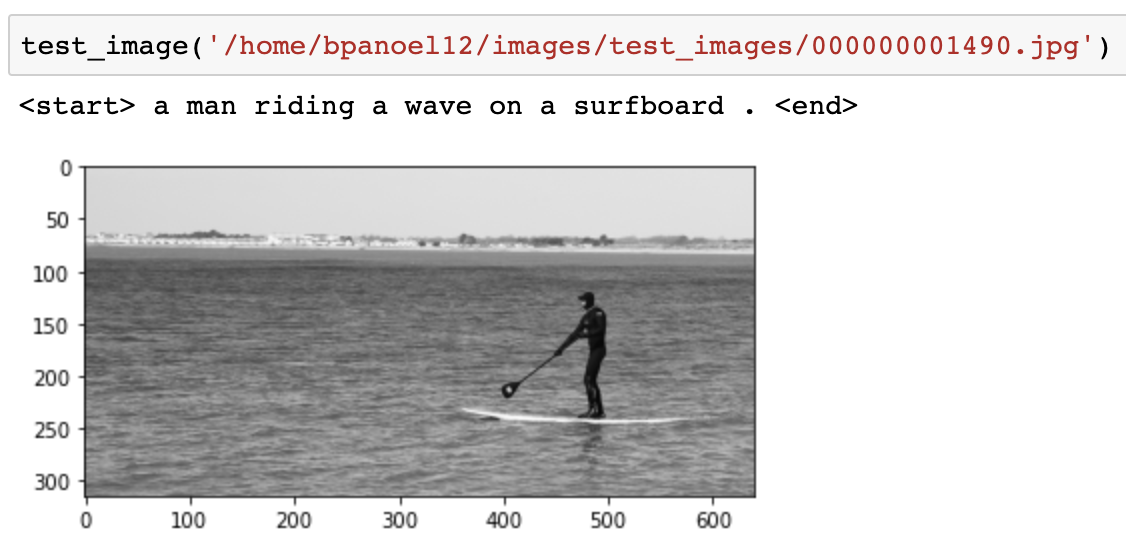 test_image('/home/bpanoel12/images/test_images/000000001490.jpg')
<start> a man riding a wave on a surfboard . <end>
0
50
100
150
200
250
300
0 100 200 300 400 500 600